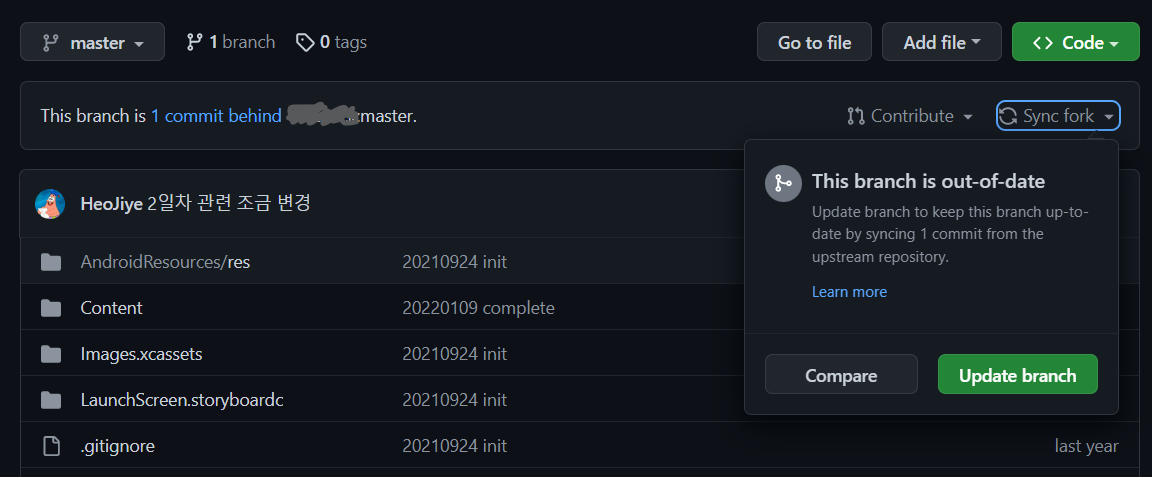 master
1 branch
0 tags
Go to file
Add file
Code
This branch is 1 commit behind :master.
Contribute
Sync fork
This branch is out-of-date
Update branch to keep this branch up-to-
date by syncing 1 commit from the
upstream repository.
Learn more
Compare
Update branch
HeoJiye 2일차 관련 조금 변경
AndroidResources/res 20210924 init
Content 20220109 complete
Images.xcassets 20210924 init
LaunchScreen.storyboardc 20210924 init
.gitignore 20210924 init last year